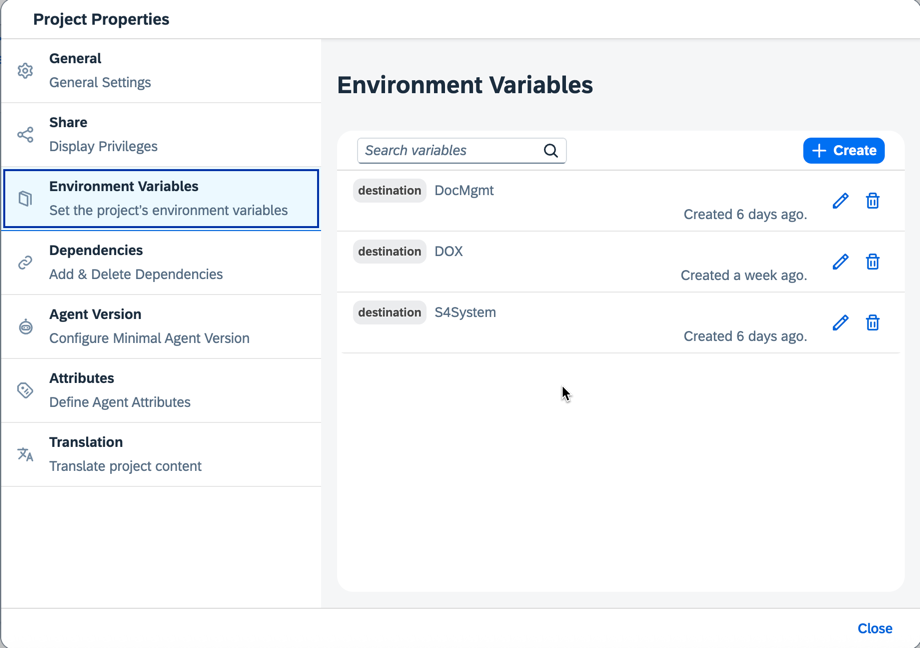 Project Properties
General
General Settings
Share
Display Privileges
Environment Variables
Set the project's environment variables
Dependencies
Add & Delete Dependencies
Agent Version
Configure Minimal Agent Version
Attributes
Define Agent Attributes
Translation
Translate project content
Environment Variables
Search variables
Create
destination DocMgmt
Created 6 days ago.
destination DOX
Created a week ago.
destination S4System
Created 6 days ago.
Close